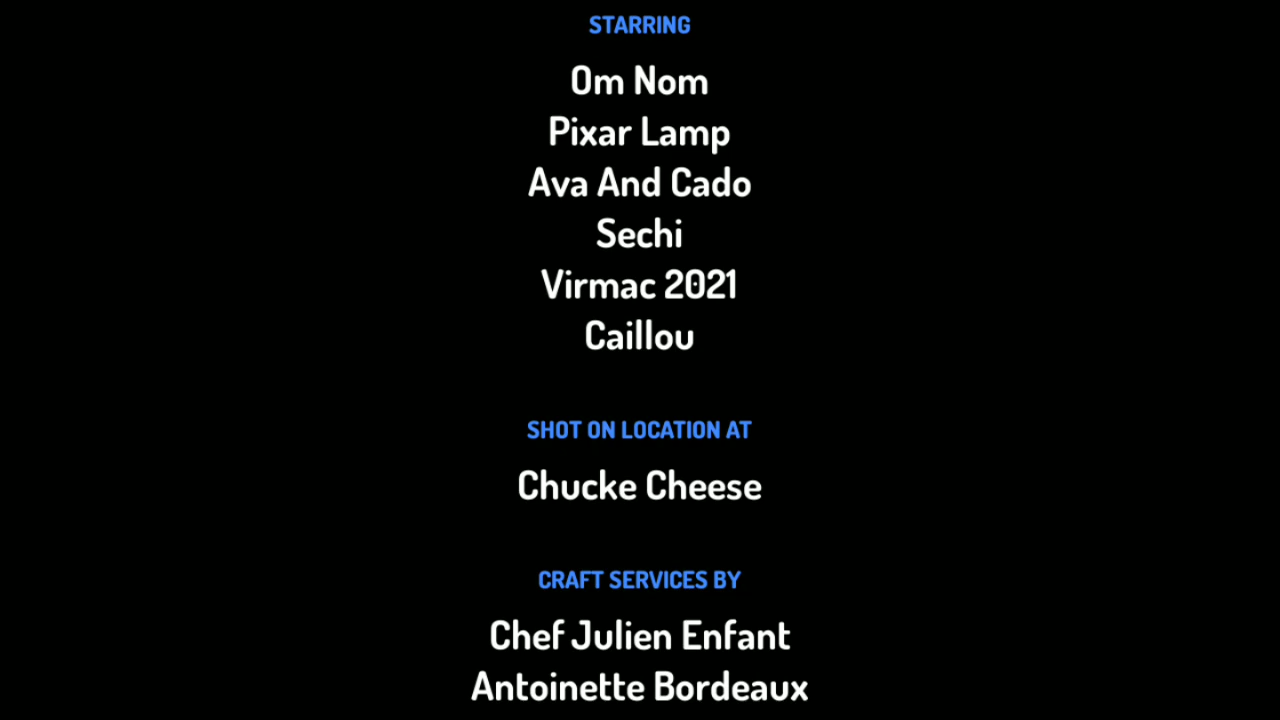 STARRING
Om Nom
Pixar Lamp
Ava And Cado
Sechi
Virmac 2021
Caillou
SHOT ON LOCATION AT
Chucke Cheese
CRAFT SERVICES BY
Chef Julien Enfant
Antoinette Bordeaux